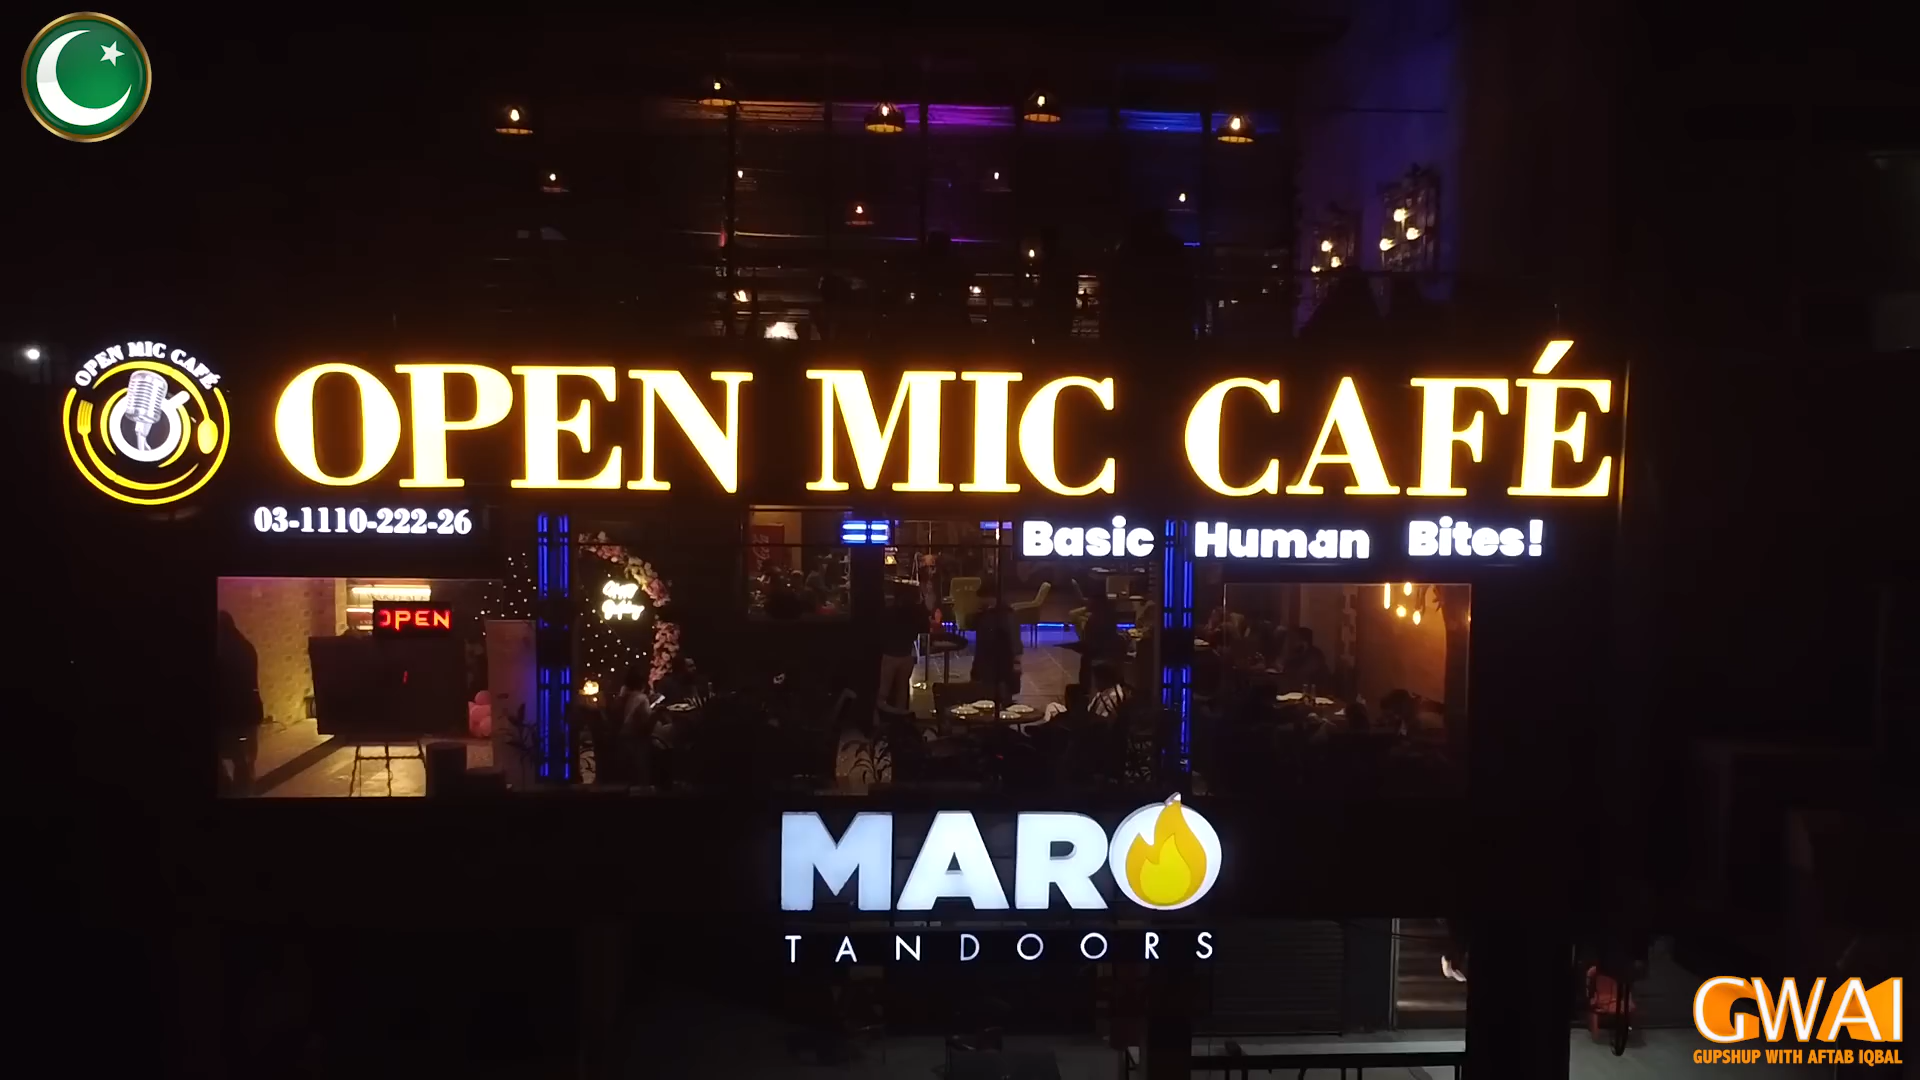 OPEN MIC CAFÉ
OPEN MIC CAFÉ
03-1110-222-26
Basic Human Bites!
OPEN
MARO
TANDOORS
GWAI
GUPSHUP WITH AFTAB IQBAL